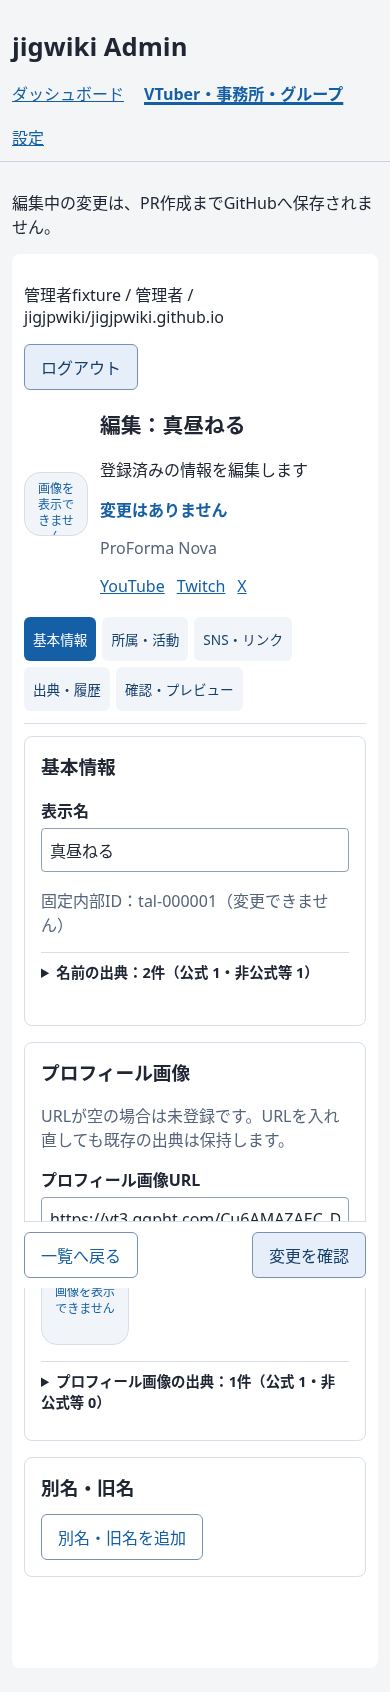 jigwiki Admin
ダッシュボード VTuber・事務所・グループ
設定
編集中の変更は、PR作成までGitHubへ保存されま
せん。
管理者fixture / 管理者 /
jigjpwiki/jigjpwiki.github.io
ログアウト
編集：真昼ねる
登録済みの情報を編集します
画像を
表示で
きませ
変更はありません
ProForma Nova
YouTube Twitch X
基本情報 所属・活動 SNS・リンク
出典・履歴 確認・プレビュー
基本情報
表示名
真昼ねる
固定内部ID：tal-000001（変更できませ
ん）
▶ 名前の出典：2件（公式 1・非公式等 1）
プロフィール画像
URLが空の場合は未登録です。URLを入れ
直しても既存の出典は保持します。
プロフィール画像URL
一覧へ戻る 変更を確認
画像を表示
できません
▶ プロフィール画像の出典：1件（公式 1・非
公式等 0）
別名・旧名
別名・旧名を追加